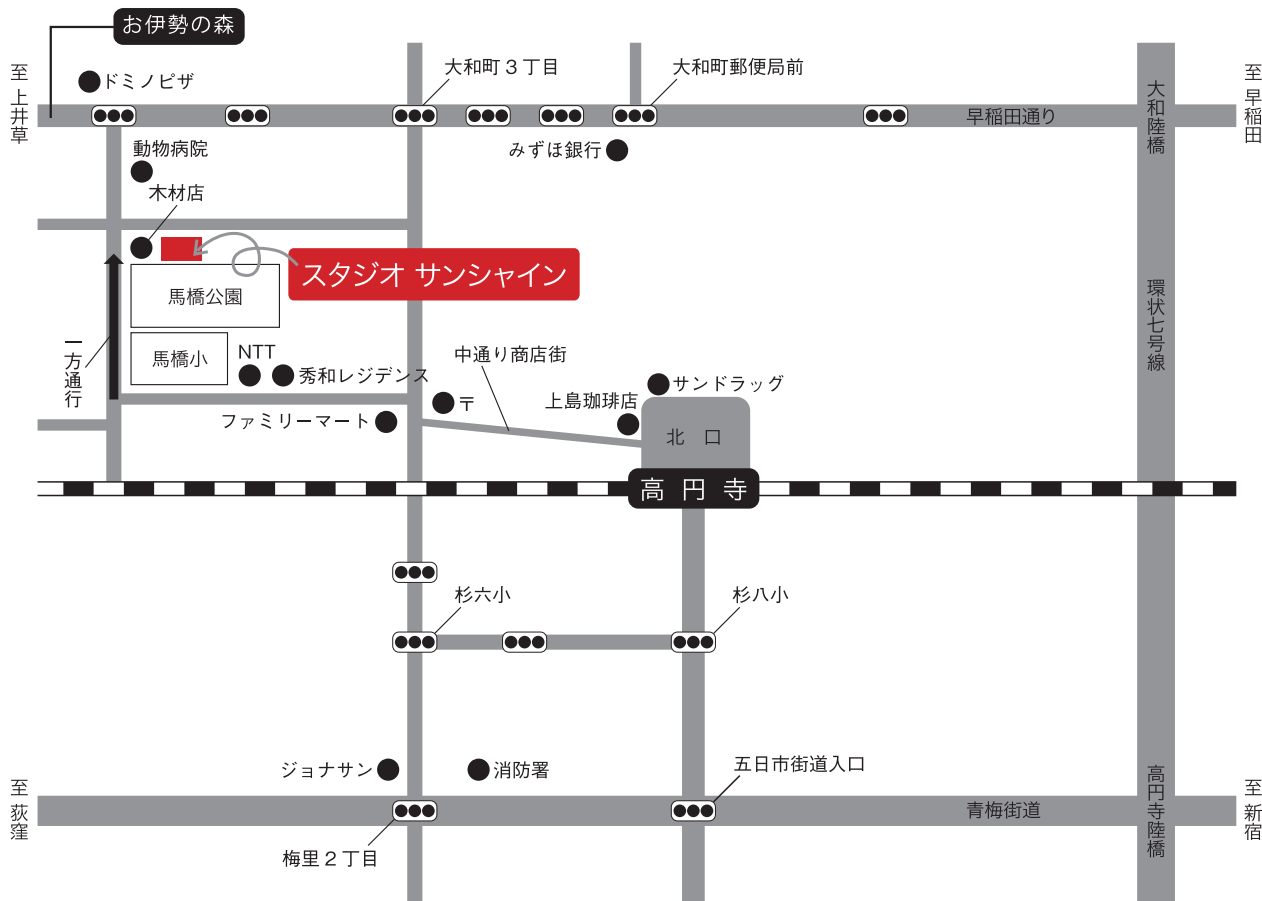 お伊勢の森
至 上井草
ドミノピザ
大和町３丁目
大和町郵便局前
至 早稲田
早稲田通り
大和陸橋
動物病院
みずほ銀行
木材店
スタジオ サンシャイン
馬橋公園
環状七号線
一方通行
馬橋小
NTT
秀和レジデンス
中通り商店街
サンドラッグ
〒
上島珈琲店
ファミリーマート
北 口
高 円 寺
杉六小
杉八小
ジョナサン
消防署
五日市街道入口
至 荻窪
青梅街道
高円寺陸橋
至 新宿
梅里２丁目